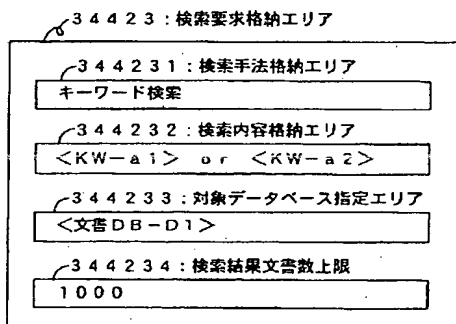 34423：検索要求格納エリア
344231：検索手法格納エリア
キーワード検索
344232：検索内容格納エリア
＜KW－a1＞ or ＜KW－a2＞
344233：対象データベース指定エリア
＜文書DB－D1＞
344234：検索結果文書数上限
1000